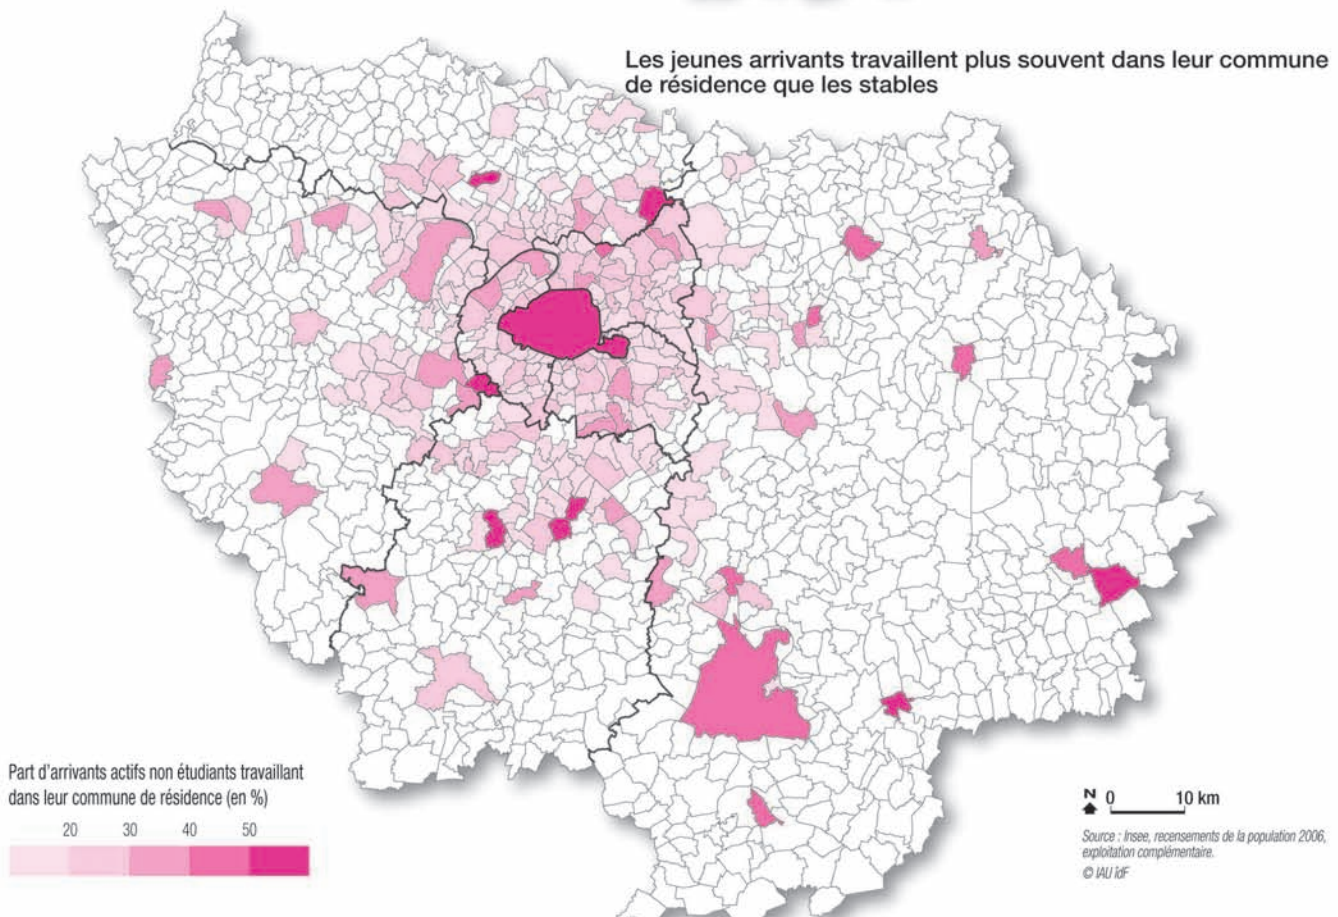 Les jeunes arrivants travaillent plus souvent dans leur commune
de résidence que les stables
Part d'arrivants actifs non étudiants travaillant
dans leur commune de résidence (en %)
20 30 40 50
N 0 10 km
Source : Insee, recensements de la population 2006,
exploitation complémentaire.
© IAU îdF